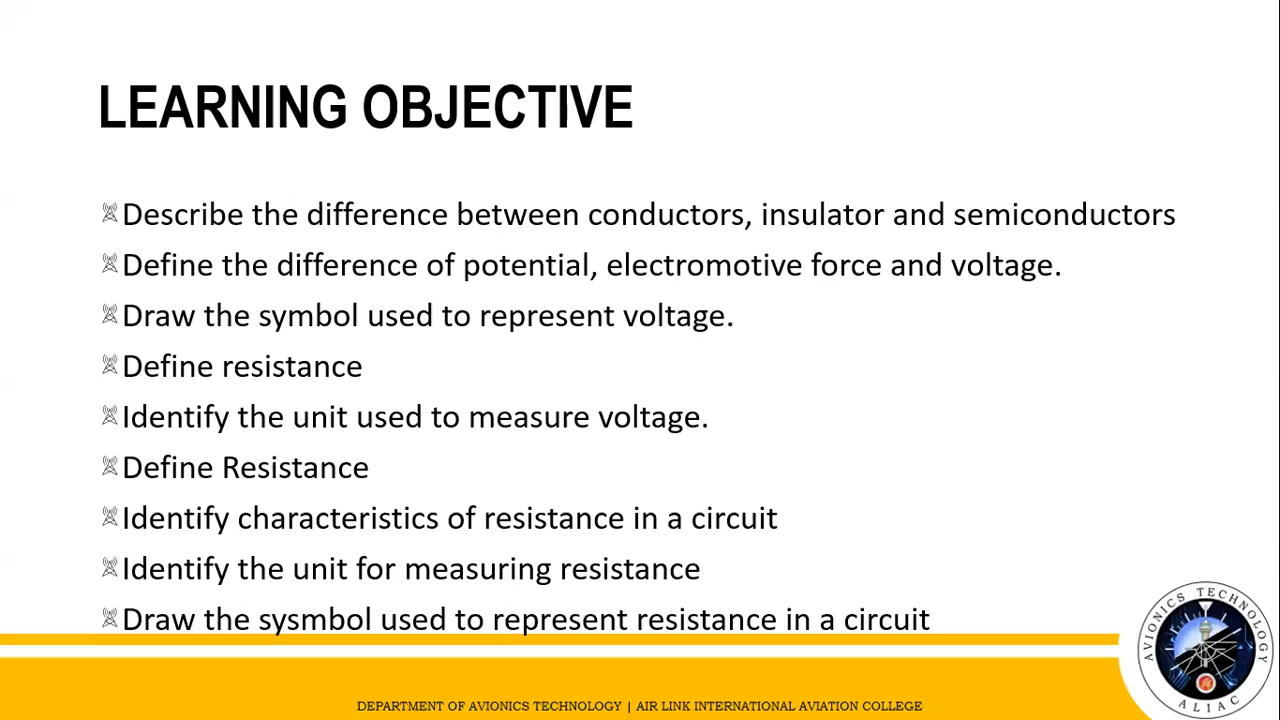 LEARNING OBJECTIVE
Describe the difference between conductors, insulator and semiconductors
Define the difference of potential, electromotive force and voltage.
Draw the symbol used to represent voltage.
Define resistance
Identify the unit used to measure voltage.
Define Resistance
Identify characteristics of resistance in a circuit
Identify the unit for measuring resistance
Draw the sysmbol used to represent resistance in a circuit
DEPARTMENT OF AVIONICS TECHNOLOGY | AIR LINK INTERNATIONAL AVIATION COLLEGE
AVIONICS TECHNOLOGY
ALIAC